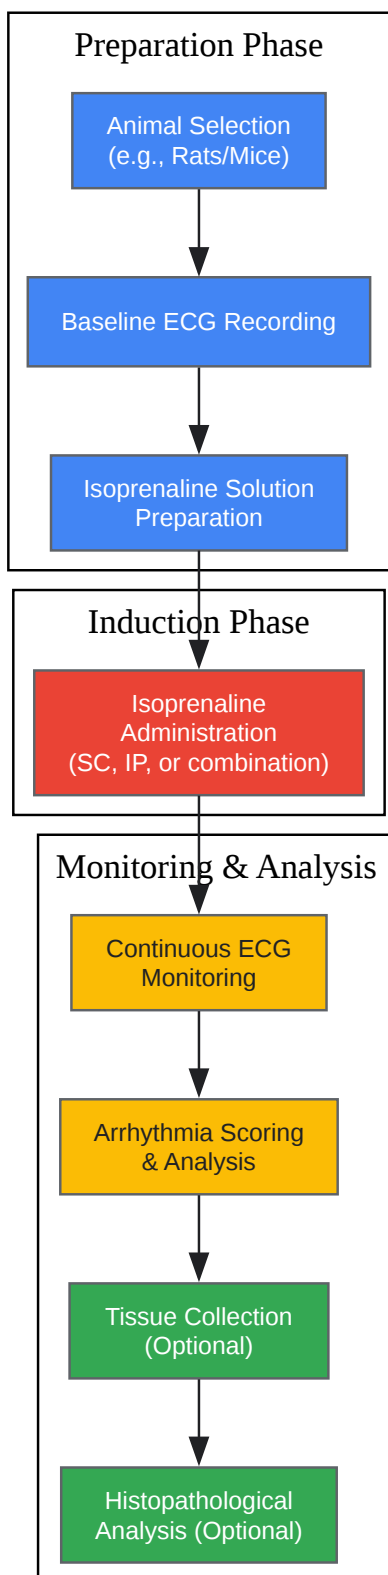 Preparation Phase
Animal Selection
(e.g., Rats/Mice)
Baseline ECG Recording
Isoprenaline Solution
Preparation
Induction Phase
Isoprenaline
Administration
(SC, IP, or combination)
Monitoring & Analysis
Continuous ECG
Monitoring
Arrhythmia Scoring
& Analysis
Tissue Collection
(Optional)
Histopathological
Analysis (Optional)